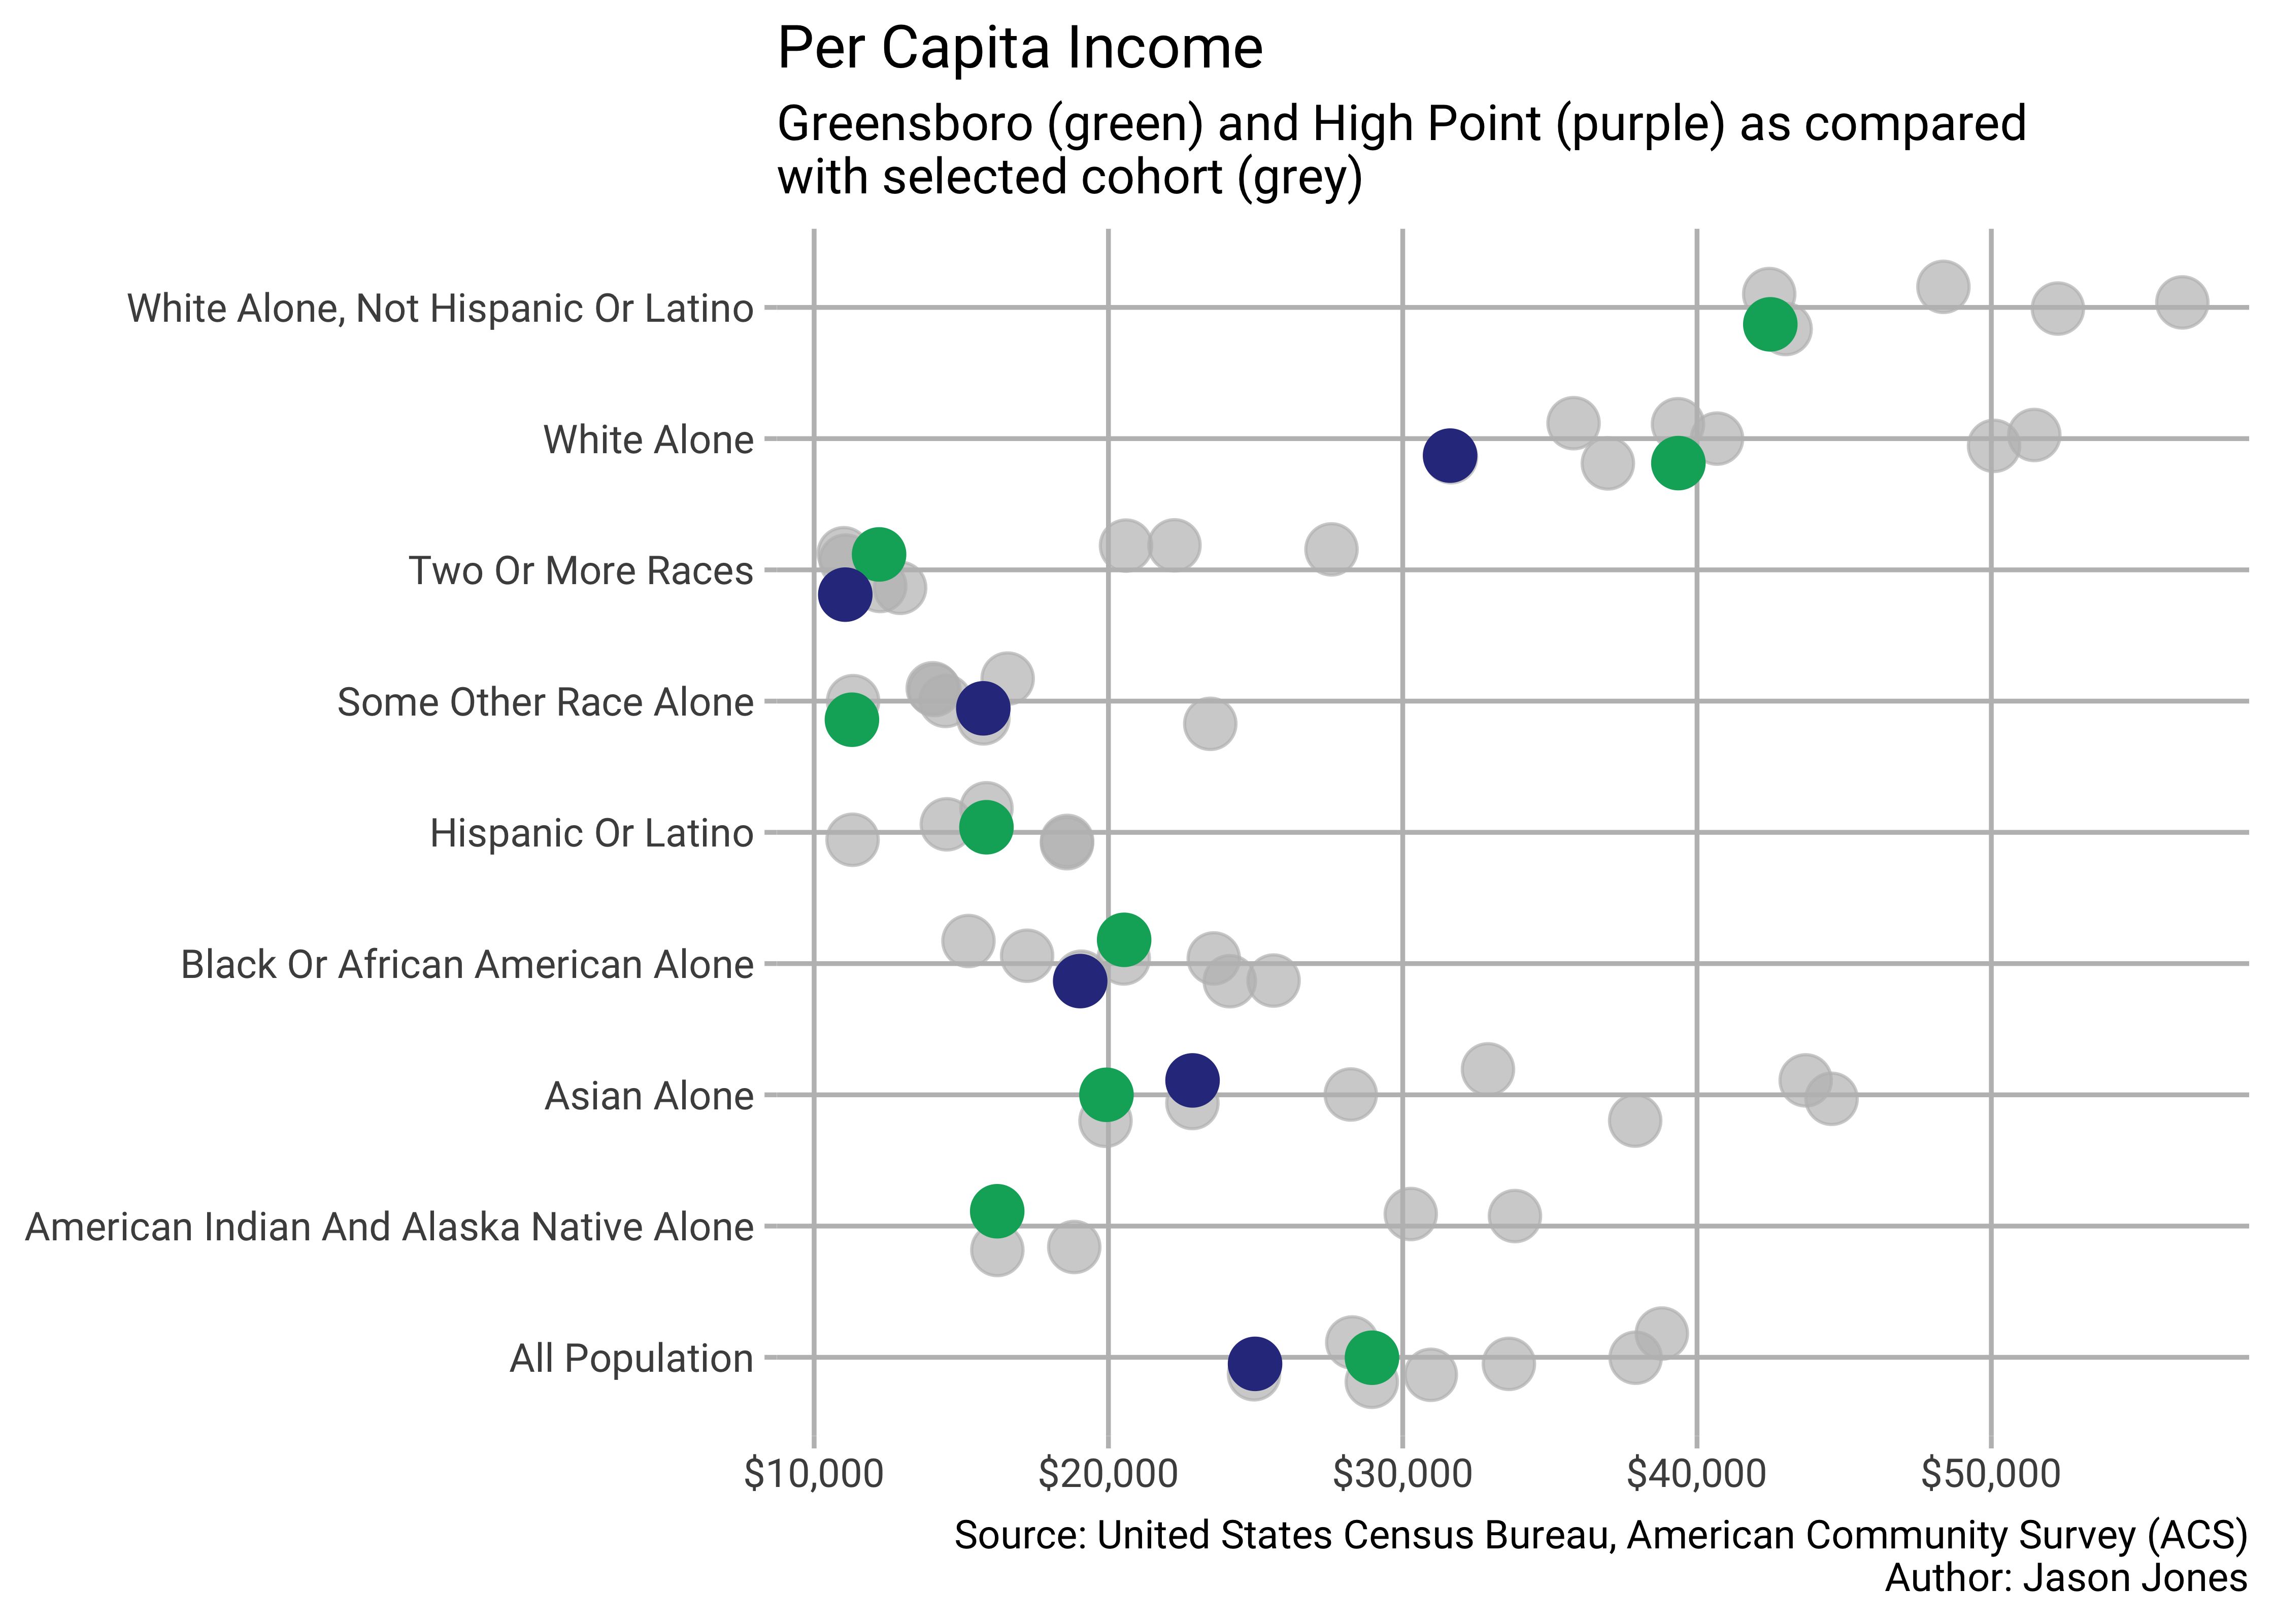 Per Capita Income
Greensboro (green) and High Point (purple) as compared
with selected cohort (grey)
White Alone, Not Hispanic Or Latino
White Alone
Two Or More Races
Some Other Race Alone
Hispanic Or Latino
Black Or African American Alone
Asian Alone
American Indian And Alaska Native Alone
All Population
$10,000 $20,000 $30,000 $40,000 $50,000
Source: United States Census Bureau, American Community Survey (ACS)
Author: Jason Jones